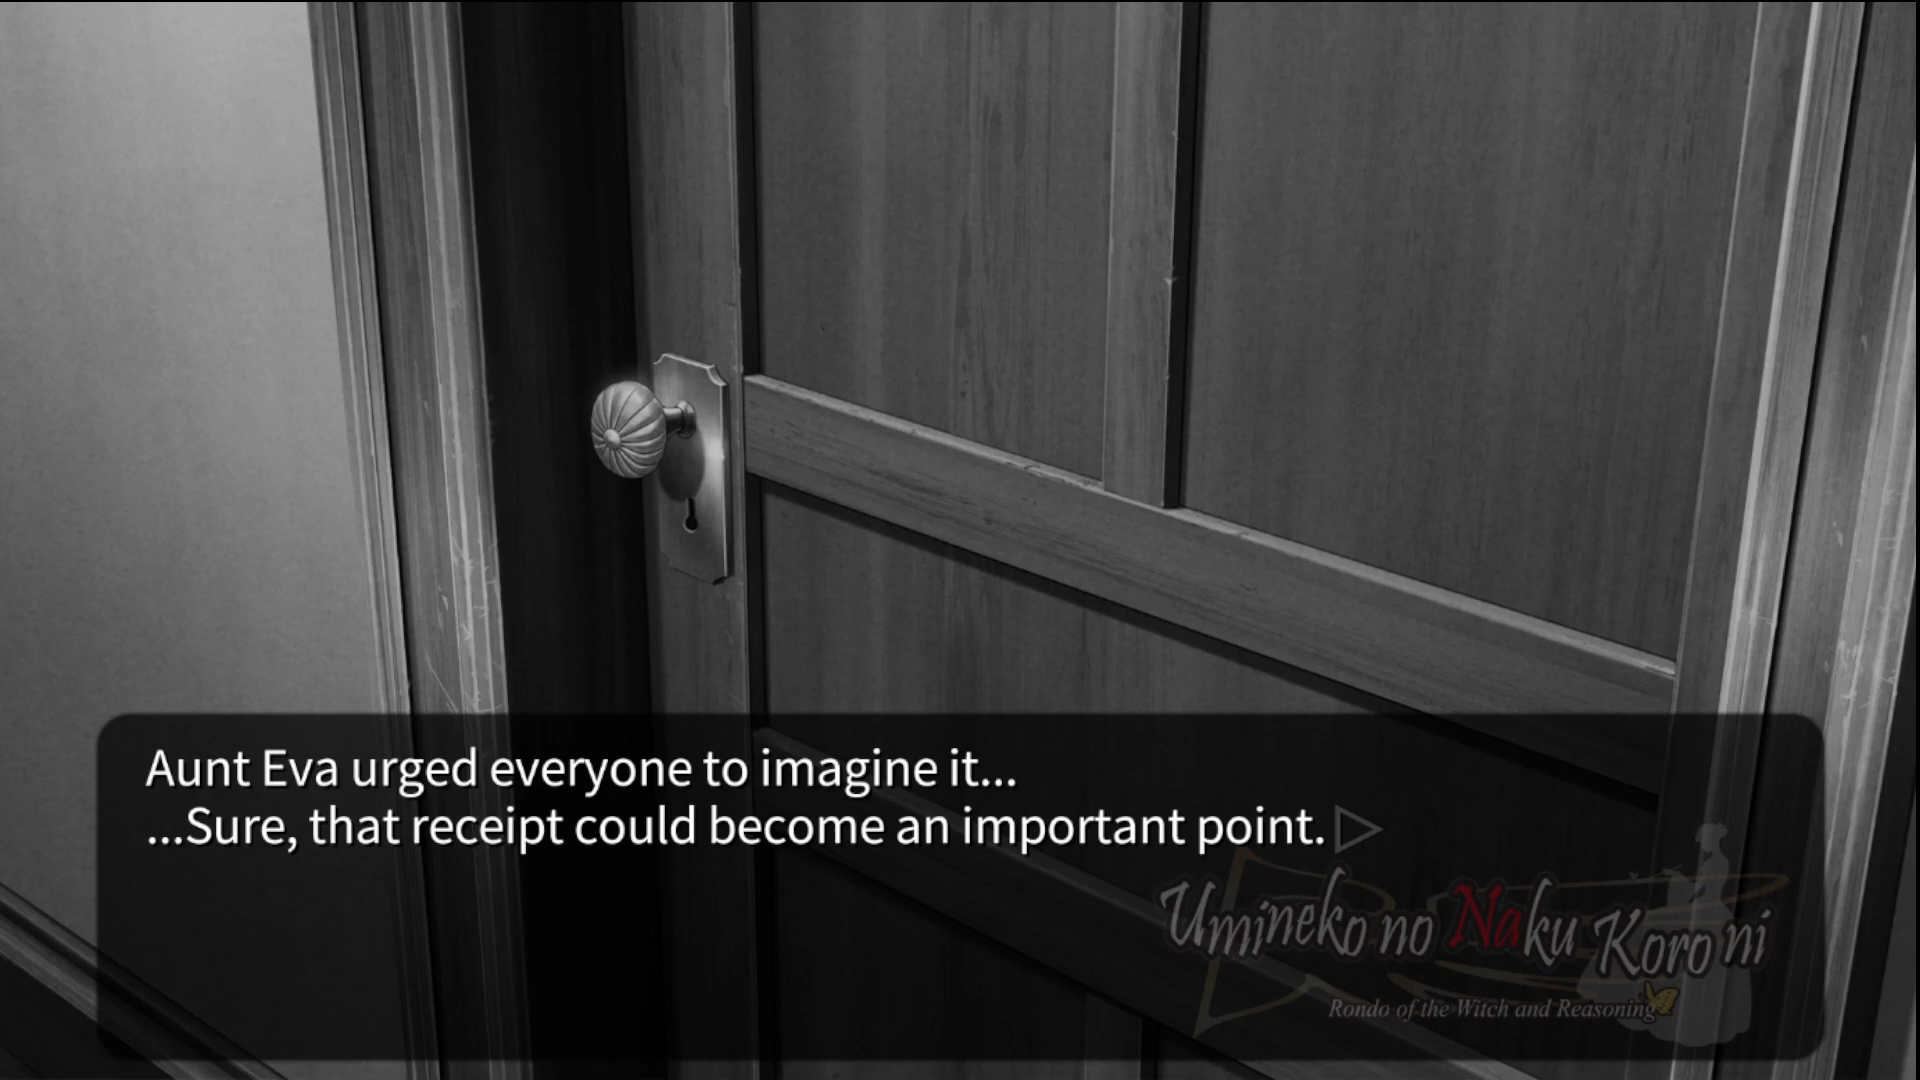 Aunt Eva urged everyone to imagine it...
...Sure, that receipt could become an important point.
Umineko no Naku Koro ni
Rondo of the Witch and Reasoning